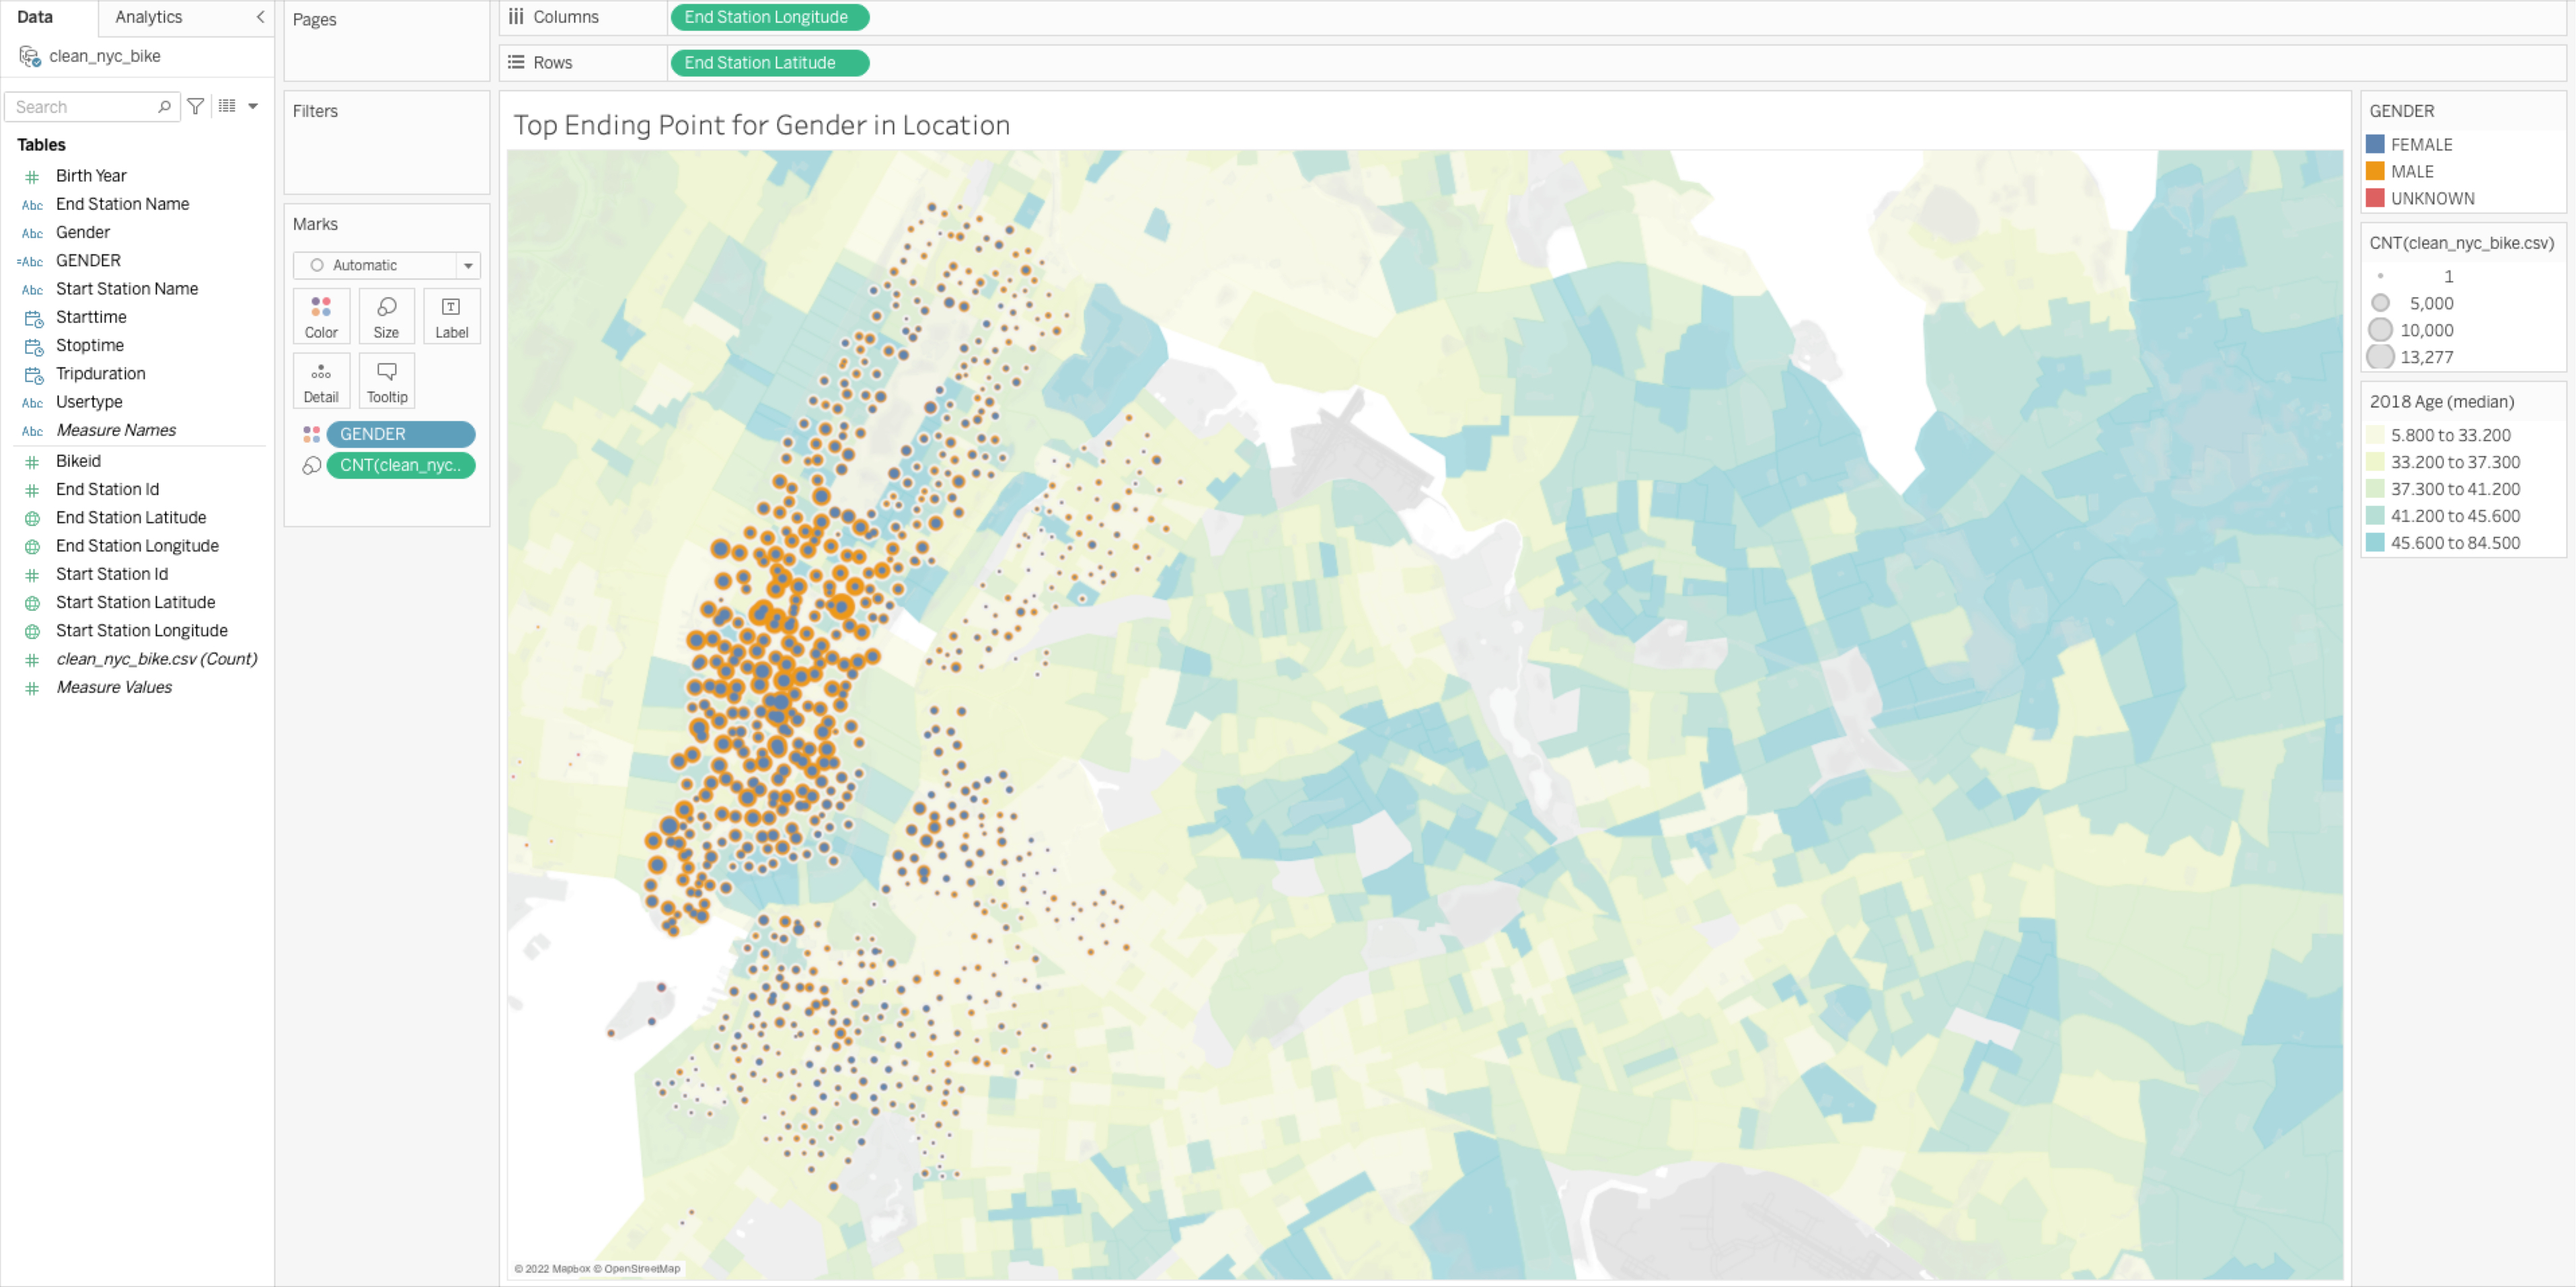 Data
Analytics
clean_nyc_bike
Search
Tables
Birth Year
Abc End Station Name
Abc Gender
=Abc GENDER
Abc Start Station Name
Starttime
Stoptime
Tripduration
Abc Usertype
Abc Measure Names
Bikeid
End Station Id
End Station Latitude
End Station Longitude
Start Station Id
Start Station Latitude
Start Station Longitude
clean_nyc_bike.csv (Count)
Measure Values
Pages
Filters
Marks
Automatic
Color Size Label
Detail Tooltip
GENDER
CNT(clean_nyc..
Columns End Station Longitude
Rows End Station Latitude
Top Ending Point for Gender in Location
© 2022 Mapbox © OpenStreetMap
GENDER
FEMALE
MALE
UNKNOWN
CNT(clean_nyc_bike.csv)
1
5,000
10,000
13,277
2018 Age (median)
5.800 to 33.200
33.200 to 37.300
37.300 to 41.200
41.200 to 45.600
45.600 to 84.500